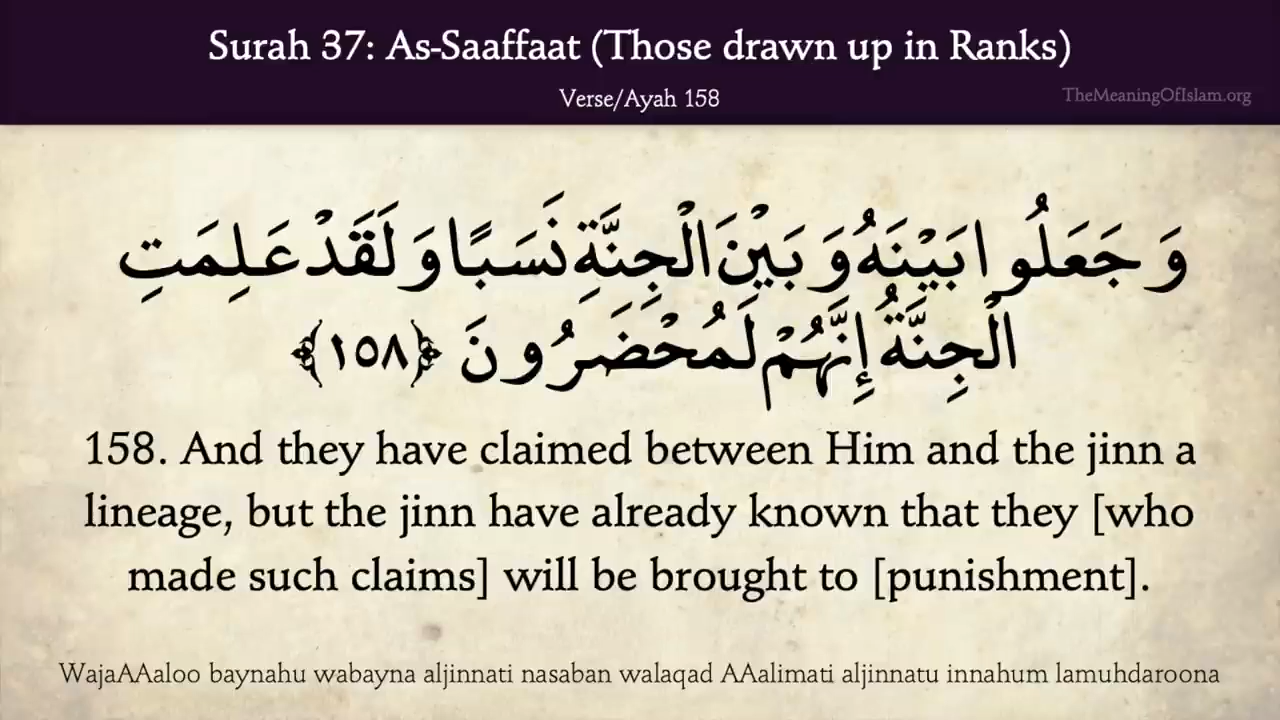 Surah 37: As-Saaffaat (Those drawn up in Ranks)
Verse/Ayah 158
TheMeaningOfIslam.org
وَجَعَلُوا بَيْنَهُ وَبَيْنَ الْجِنَّةِ نَسَبًا وَلَقَدْ عَلِمَتِ
الْجِنَّةُ إِنَّهُمْ لَمُحْضَرُونَ ﴿١٥٨﴾
158. And they have claimed between Him and the jinn a
lineage, but the jinn have already known that they [who
made such claims] will be brought to [punishment].
WajaAAaloo baynahu wabayna aljinnati nasaban walaqad AAalimati aljinnatu innahum lamuhdaroona